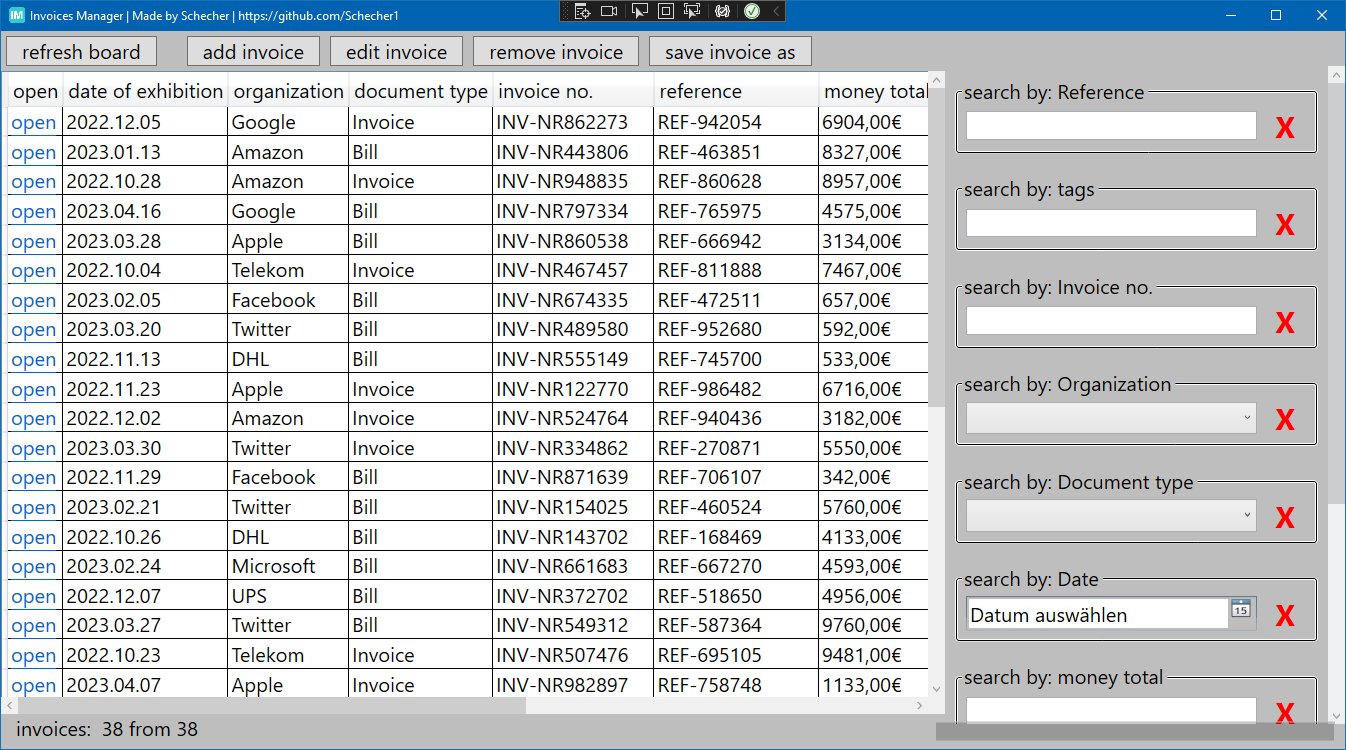 IM Invoices Manager | Made by Schecher | https://github.com/Schecher1
refresh board add invoice edit invoice remove invoice save invoice as
open date of exhibition organization document type invoice no. reference money total
open 2022.12.05 Google Invoice INV-NR862273 REF-942054 6904,00€
open 2023.01.13 Amazon Bill INV-NR443806 REF-463851 8327,00€
open 2022.10.28 Amazon Invoice INV-NR948835 REF-860628 8957,00€
open 2023.04.16 Google Bill INV-NR797334 REF-765975 4575,00€
open 2023.03.28 Apple Bill INV-NR860538 REF-666942 3134,00€
open 2022.10.04 Telekom Invoice INV-NR467457 REF-811888 7467,00€
open 2023.02.05 Facebook Bill INV-NR674335 REF-472511 657,00€
open 2023.03.20 Twitter Bill INV-NR489580 REF-952680 592,00€
open 2022.11.13 DHL Bill INV-NR555149 REF-745700 533,00€
open 2022.11.23 Apple Invoice INV-NR122770 REF-986482 6716,00€
open 2022.12.02 Amazon Invoice INV-NR524764 REF-940436 3182,00€
open 2023.03.30 Twitter Invoice INV-NR334862 REF-270871 5550,00€
open 2022.11.29 Facebook Bill INV-NR871639 REF-706107 342,00€
open 2023.02.21 Twitter Bill INV-NR154025 REF-460524 5760,00€
open 2022.10.26 DHL Bill INV-NR143702 REF-168469 4133,00€
open 2023.02.24 Microsoft Bill INV-NR661683 REF-667270 4593,00€
open 2022.12.07 UPS Bill INV-NR372702 REF-518650 4956,00€
open 2023.03.27 Twitter Bill INV-NR549312 REF-587364 9760,00€
open 2022.10.23 Telekom Invoice INV-NR507476 REF-695105 9481,00€
open 2023.04.07 Apple Invoice INV-NR982897 REF-758748 1133,00€
search by: Reference
X
search by: tags
X
search by: Invoice no.
X
search by: Organization
X
search by: Document type
X
search by: Date
Datum auswählen 15 X
search by: money total
X
invoices: 38 from 38